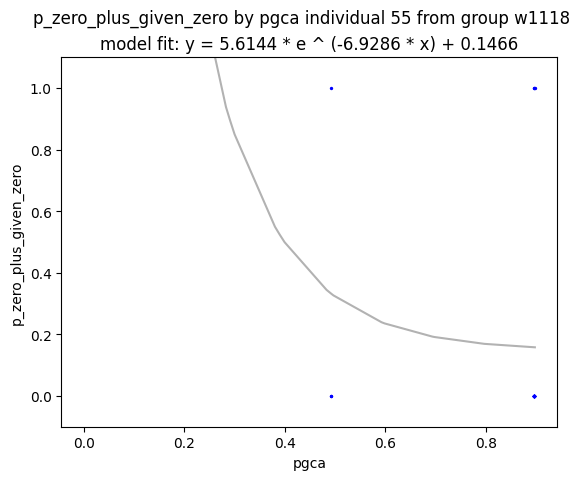 p_zero_plus_given_zero by pgca individual 55 from group w1118
model fit: y = 5.6144 * e ^ (-6.9286 * x) + 0.1466
p_zero_plus_given_zero
1.0
0.8
0.6
0.4
0.2
0.0
0.0 0.2 0.4 0.6 0.8
pgca